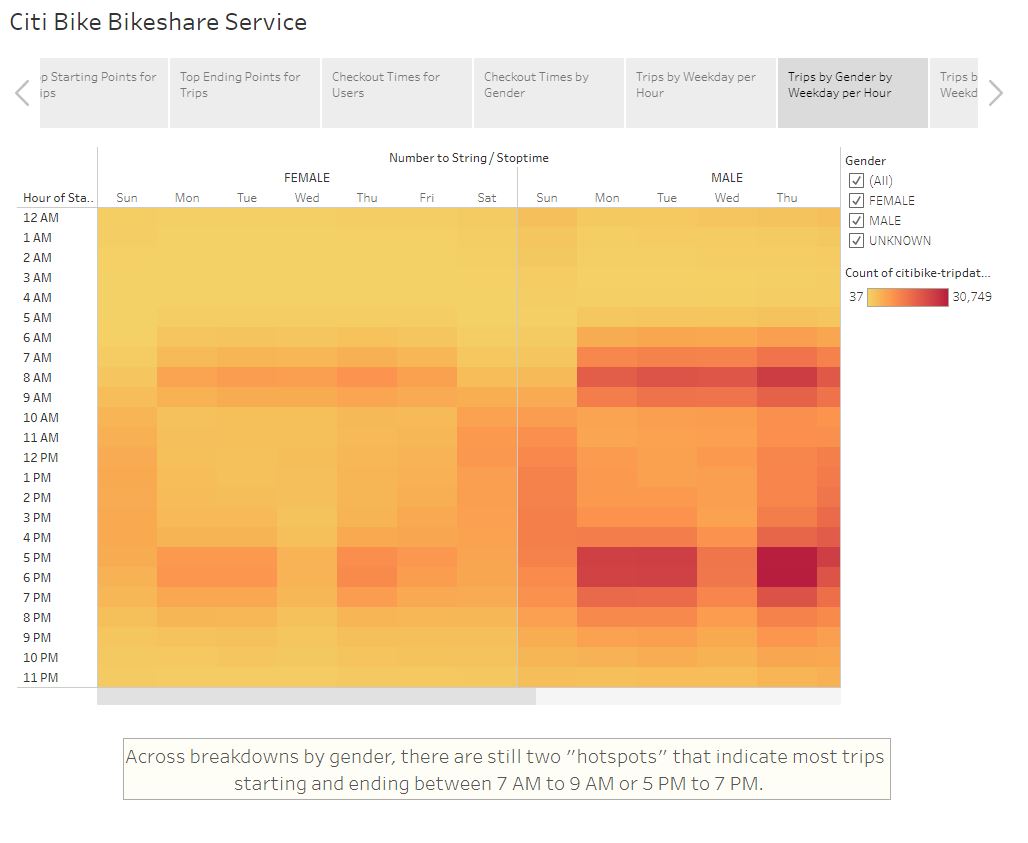 Citi Bike Bikeshare Service
p Starting Points for
ips
Top Ending Points for
Trips
Checkout Times for
Users
Checkout Times by
Gender
Trips by Weekday per
Hour
Trips by Gender by
Weekday per Hour
Trips b
Weekd
Number to String / Stoptime
FEMALE MALE
Hour of Sta.. Sun Mon Tue Wed Thu Fri Sat Sun Mon Tue Wed Thu
12 AM
1 AM
2 AM
3 AM
4 AM
5 AM
6 AM
7 AM
8 AM
9 AM
10 AM
11 AM
12 PM
1 PM
2 PM
3 PM
4 PM
5 PM
6 PM
7 PM
8 PM
9 PM
10 PM
11 PM
Gender
(All)
FEMALE
MALE
UNKNOWN
Count of citibike-tripdat...
37 30,749
Across breakdowns by gender, there are still two "hotspots" that indicate most trips
starting and ending between 7 AM to 9 AM or 5 PM to 7 PM.